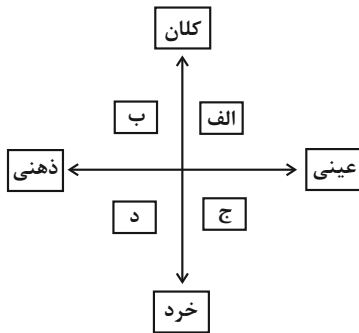 کلان
ب
الف
ذهنی
عینی
د
ج
خرد